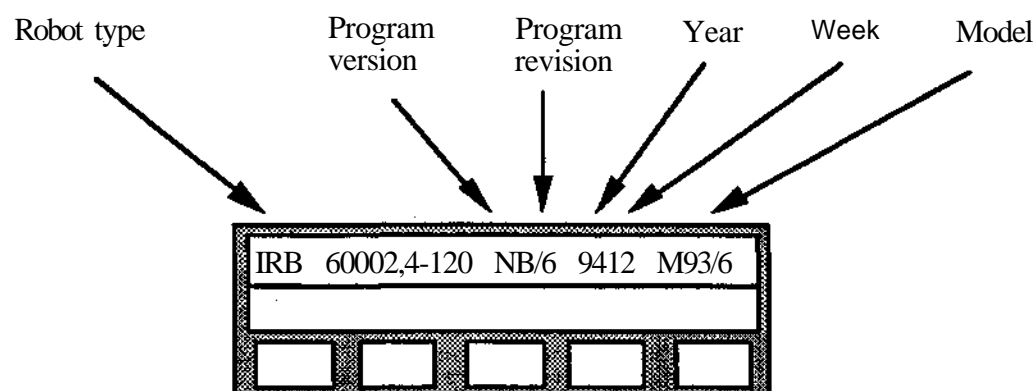 Robot type
Program
version
Program
revision
Year
Week
Model
IRB 60002,4-120 NB/6 9412 M93/6